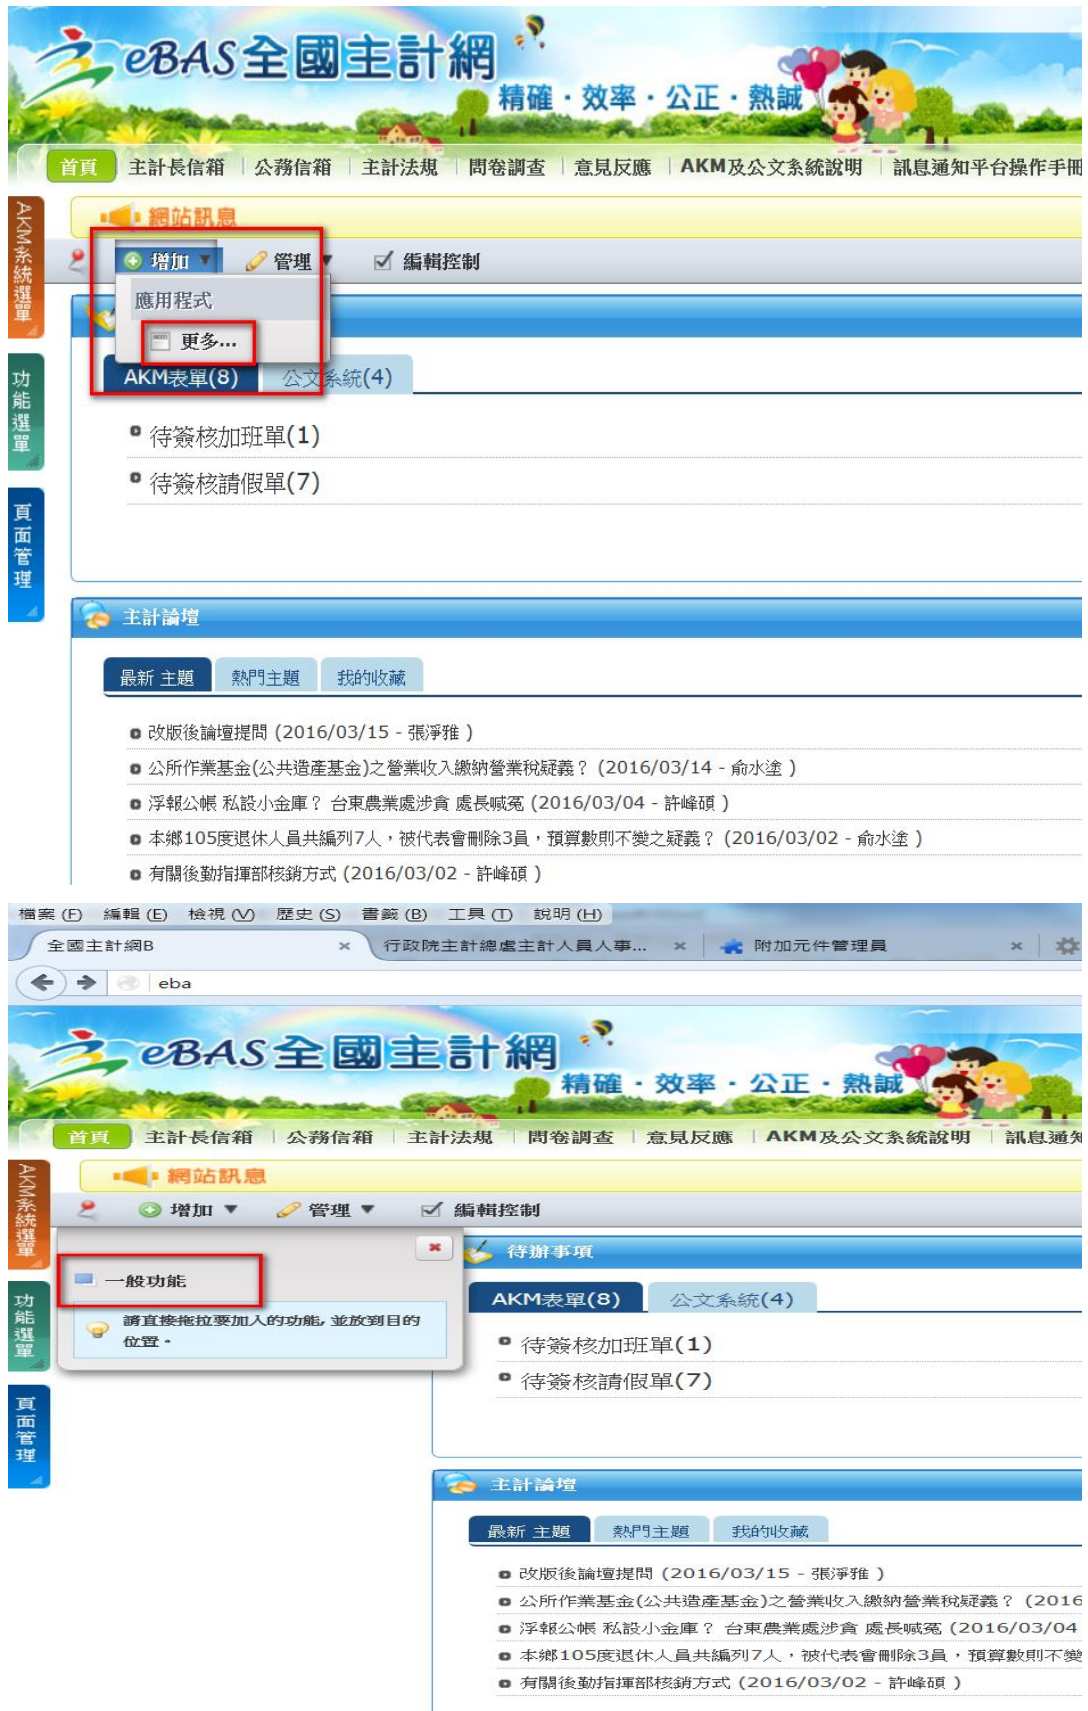 eBAS全國主計網
精確・效率・公正・熱誠
首頁 主計長信箱 公務信箱 主計法規 問卷調查 意見反應 AKM及公文系統說明 訊息通知平台操作手冊
AKM系統選單
功能選單
頁面管理
網站訊息
增加 ▼ 管理 ▼ 編輯控制
應用程式
更多...
AKM表單(8) 公文系統(4)
待簽核加班單(1)
待簽核請假單(7)
主計論壇
最新 主題 熱門主題 我的收藏
改版後論壇提問 (2016/03/15 - 張淨雅 )
公所作業基金(公共造產基金)之營業收入繳納營業稅疑義？ (2016/03/14 - 俞水塗 )
浮報公帳 私設小金庫？ 台東農業處涉貪 處長喊冤 (2016/03/04 - 許峰碩 )
本鄉105度退休人員共編列7人，被代表會刪除3員，預算數則不變之疑義？ (2016/03/02 - 俞水塗 )
有關後勤指揮部核銷方式 (2016/03/02 - 許峰碩 )
檔案 (F) 編輯 (E) 檢視 (V) 歷史 (S) 書籤 (B) 工具 (T) 說明 (H)
全國主計網B × 行政院主計總處主計人員人事... × 附加元件管理員 ×
eba
eBAS全國主計網
精確・效率・公正・熱誠
首頁 主計長信箱 公務信箱 主計法規 問卷調查 意見反應 AKM及公文系統說明 訊息通知
AKM系統選單
功能選單
頁面管理
網站訊息
增加 ▼ 管理 ▼ 編輯控制
一般功能
請直接拖拉要加入的功能, 並放到目的
位置。
待辦事項
AKM表單(8) 公文系統(4)
待簽核加班單(1)
待簽核請假單(7)
主計論壇
最新 主題 熱門主題 我的收藏
改版後論壇提問 (2016/03/15 - 張淨雅 )
公所作業基金(公共造產基金)之營業收入繳納營業稅疑義？ (2016
浮報公帳 私設小金庫？ 台東農業處涉貪 處長喊冤 (2016/03/04
本鄉105度退休人員共編列7人，被代表會刪除3員，預算數則不變
有關後勤指揮部核銷方式 (2016/03/02 - 許峰碩 )